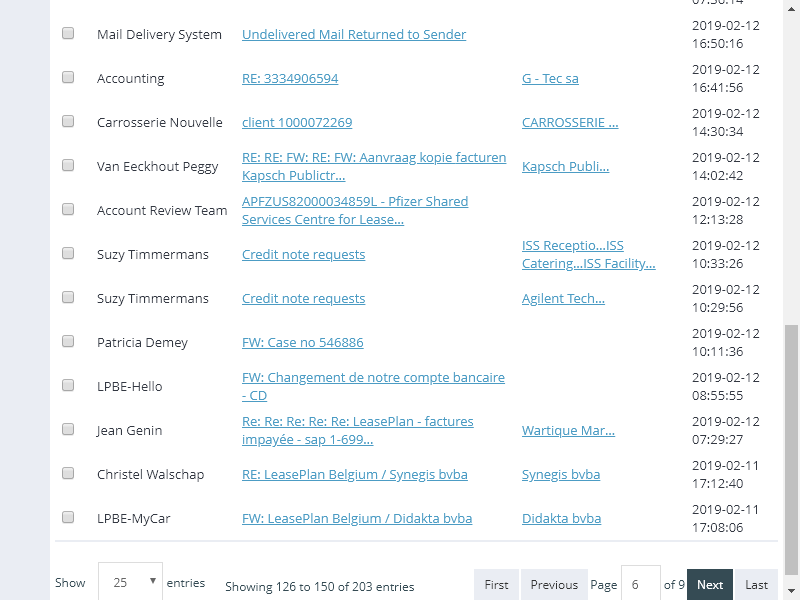 Mail Delivery System Undelivered Mail Returned to Sender 2019-02-12
16:50:16
Accounting RE: 3334906594 G - Tec sa 2019-02-12
16:41:56
Carrosserie Nouvelle client 1000072269 CARROSSERIE ... 2019-02-12
14:30:34
Van Eeckhout Peggy RE: RE: FW: RE: FW: Aanvraag kopie facturen
Kapsch Publictr... Kapsch Publi... 2019-02-12
14:02:42
Account Review Team APFZUS82000034859L - Pfizer Shared
Services Centre for Lease... 2019-02-12
12:13:28
Suzy Timmermans Credit note requests ISS Receptio...ISS
Catering...ISS Facility... 2019-02-12
10:33:26
Suzy Timmermans Credit note requests Agilent Tech... 2019-02-12
10:29:56
Patricia Demey FW: Case no 546886 2019-02-12
10:11:36
LPBE-Hello FW: Changement de notre compte bancaire
- CD 2019-02-12
08:55:55
Jean Genin Re: Re: Re: Re: Re: LeasePlan - factures
impayée - sap 1-699... Wartique Mar... 2019-02-12
07:29:27
Christel Walschap RE: LeasePlan Belgium / Synegis bvba Synegis bvba 2019-02-11
17:12:40
LPBE-MyCar FW: LeasePlan Belgium / Didakta bvba Didakta bvba 2019-02-11
17:08:06
Show 25 entries Showing 126 to 150 of 203 entries First Previous Page 6 of 9 Next Last